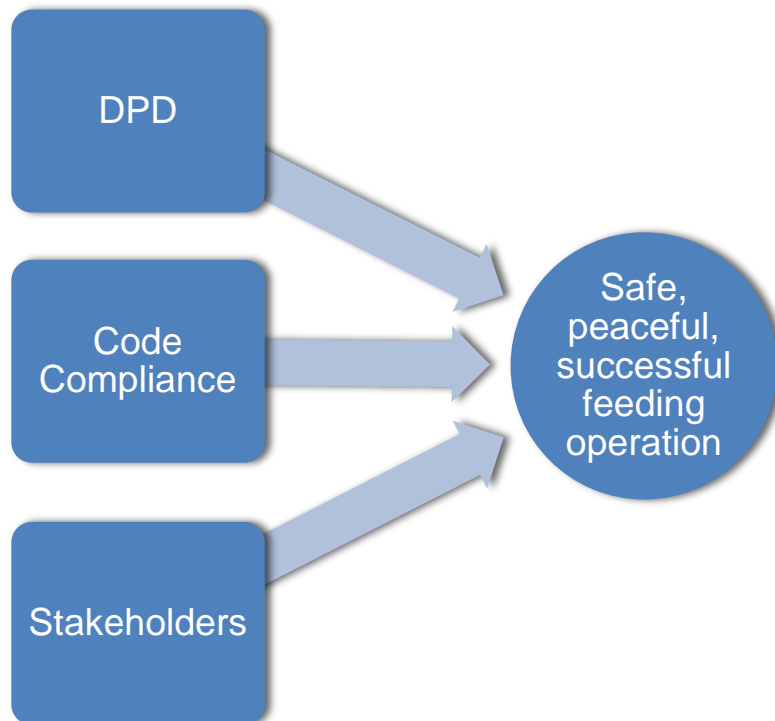 DPD
Code
Compliance
Stakeholders
Safe,
peaceful,
successful
feeding
operation